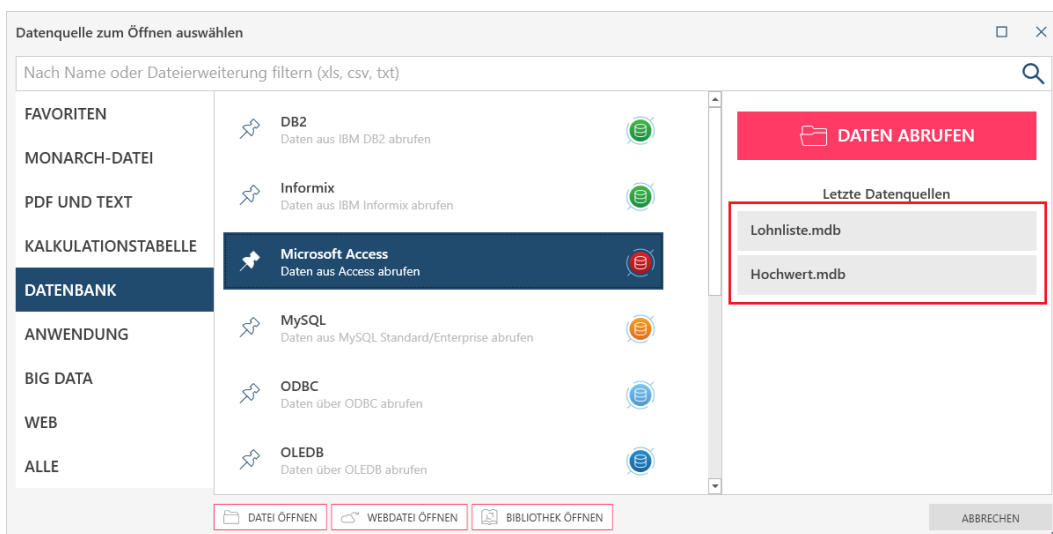 Datenquelle zum Öffnen auswählen
Nach Name oder Dateierweiterung filtern (xls, csv, txt)
FAVORITEN
MONARCH-DATEI
PDF UND TEXT
KALKULATIONSTABELLE
DATENBANK
ANWENDUNG
BIG DATA
WEB
ALLE
DB2
Daten aus IBM DB2 abrufen
Informix
Daten aus IBM Informix abrufen
Microsoft Access
Daten aus Access abrufen
MySQL
Daten aus MySQL Standard/Enterprise abrufen
ODBC
Daten über ODBC abrufen
OLEDB
Daten über OLEDB abrufen
DATEN ABRUFEN
Letzte Datenquellen
Lohnliste.mdb
Hochwert.mdb
DATEI ÖFFNEN
WEBDATEI ÖFFNEN
BIBLIOTHEK ÖFFNEN
ABBRECHEN